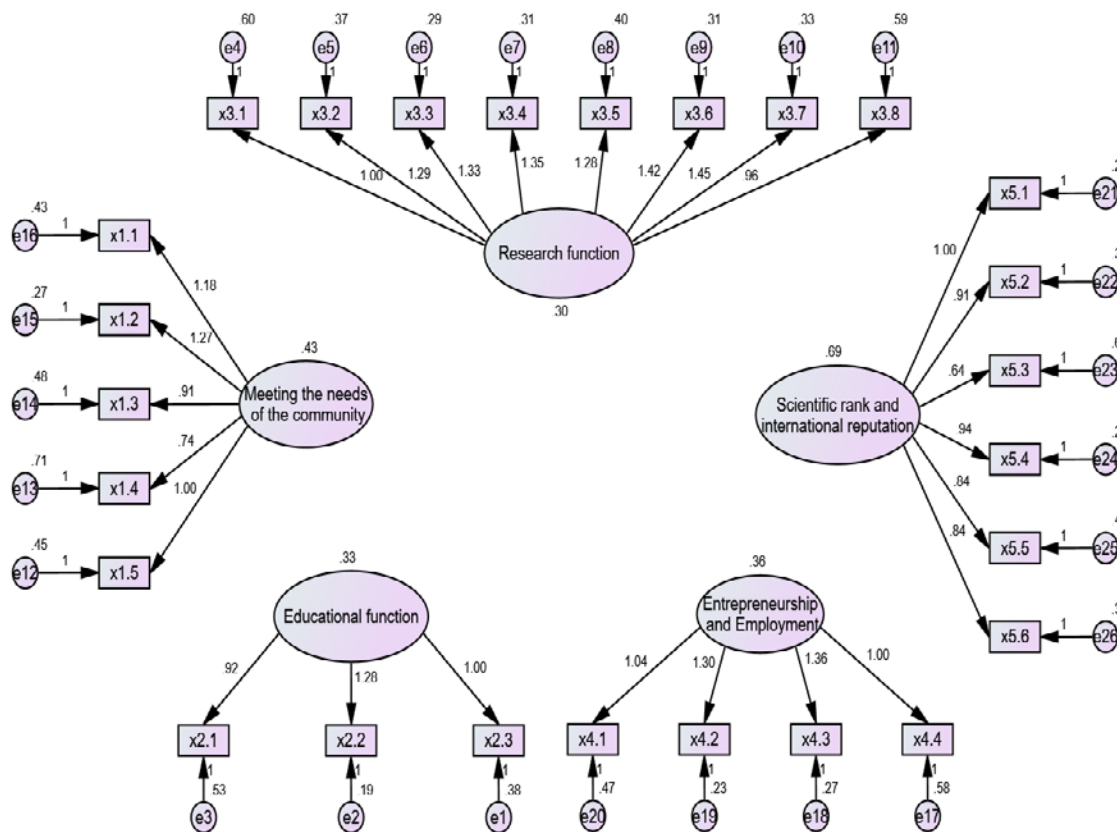 .60 .37 .29 .31 .40 .31 .33 .59
e4 e5 e6 e7 e8 e9 e10 e11
1 1 1 1 1 1 1 1
x3.1 x3.2 x3.3 x3.4 x3.5 x3.6 x3.7 x3.8
1.00 1.29 1.33 1.35 1.28 1.42 1.45 .96
Research function
.30
.43
e16 1 x1.1
1.18
.27
e15 1 x1.2
1.27
.48
e14 1 x1.3
.91
.71
e13 1 x1.4
.74
.45
e12 1 x1.5
1.00
.43
Meeting the needs
of the community
.69
Scientific rank and
international reputation
1.00
x5.1 1 e21
.91
x5.2 1 e22
.64
x5.3 1 e23
.94
x5.4 1 e24
.84
x5.5 1 e25
.84
x5.6 1 e26
.33
Educational function
.92 1.28 1.00
x2.1 x2.2 x2.3
1 1 1
.53 .19 .38
e3 e2 e1
.36
Entrepreneurship
and Employment
1.04 1.30 1.36 1.00
x4.1 x4.2 x4.3 x4.4
1 1 1 1
.47 .23 .27 .58
e20 e19 e18 e17